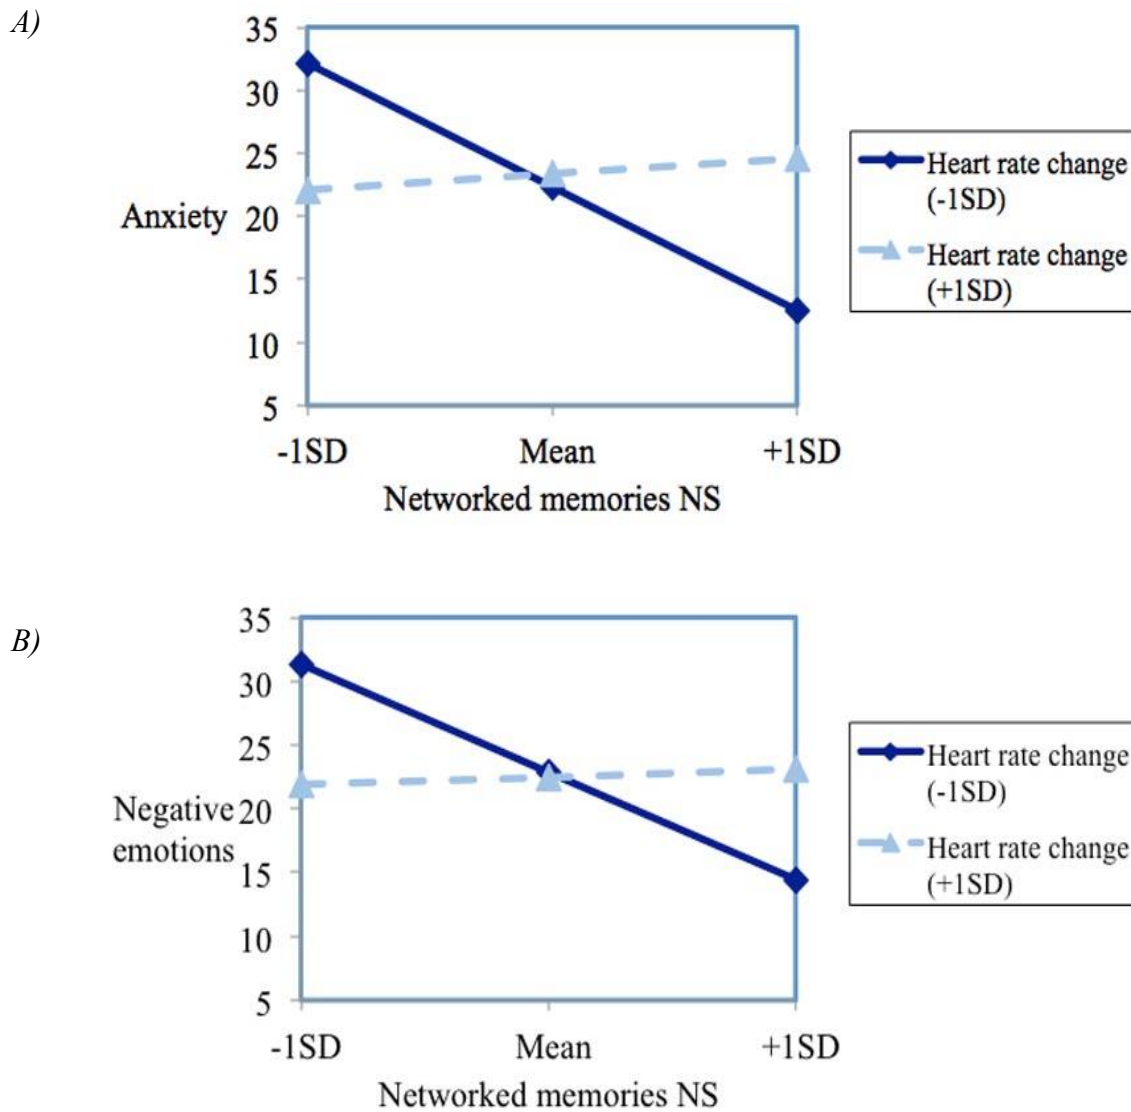 A)
35
30
25
Anxiety 20
15
10
5
-1SD Mean +1SD
Networked memories NS
Heart rate change
(-1SD)
Heart rate change
(+1SD)
B)
35
30
25
Negative 20
emotions
15
10
5
-1SD Mean +1SD
Networked memories NS
Heart rate change
(-1SD)
Heart rate change
(+1SD)